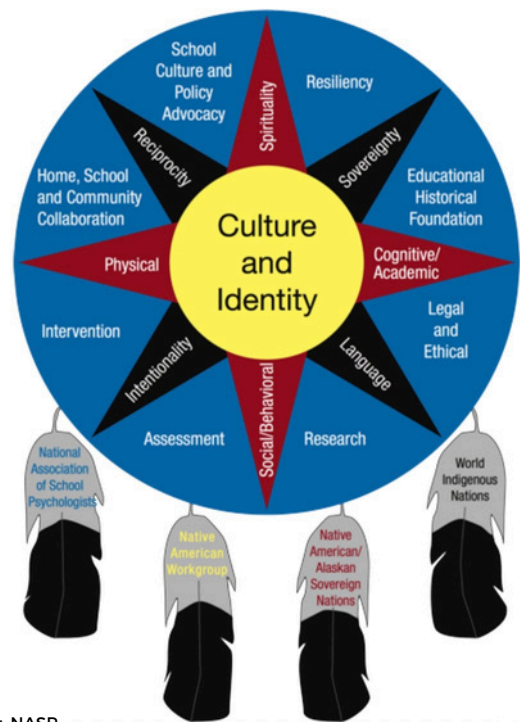 School
Culture and
Policy
Advocacy
Spirituality
Resiliency
Reciprocity
Sovereignty
Home, School
and Community
Collaboration
Educational
Historical
Foundation
Culture
and
Identity
Physical
Cognitive/
Academic
Intervention
Legal
and
Ethical
Intentionality
Language
Assessment
Social/Behavioral
Research
National
Association
of School
Psychologists
Native
American
Workgroup
Native
American/
Alaskan
Sovereign
Nations
World
Indigenous
Nations
NASP